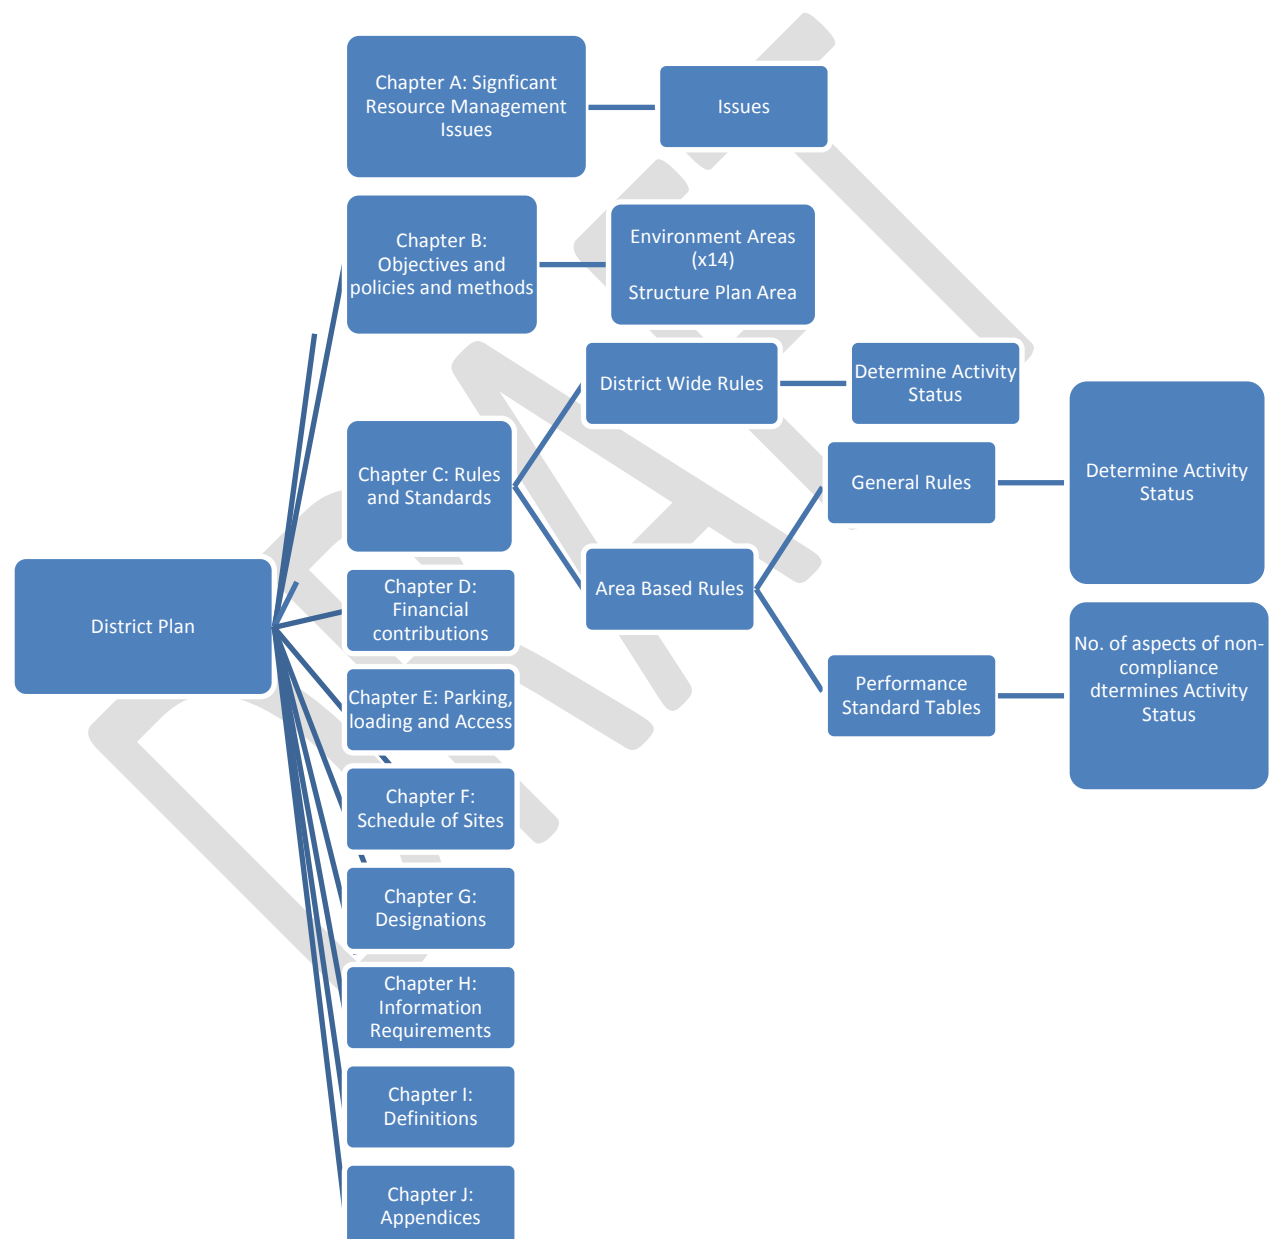 Chapter A: Signficant
Resource Management
Issues
Issues
Chapter B:
Objectives and
policies and methods
Environment Areas
(x14)
Structure Plan Area
District Wide Rules
Determine Activity
Status
Chapter C: Rules
and Standards
General Rules
Determine Activity
Status
Area Based Rules
District Plan
Chapter D:
Financial
contributions
Performance
Standard Tables
No. of aspects of non-
compliance
dtermines Activity
Status
Chapter E: Parking,
loading and Access
Chapter F:
Schedule of Sites
Chapter G:
Designations
Chapter H:
Information
Requirements
Chapter I:
Definitions
Chapter J:
Appendices
DRAFT